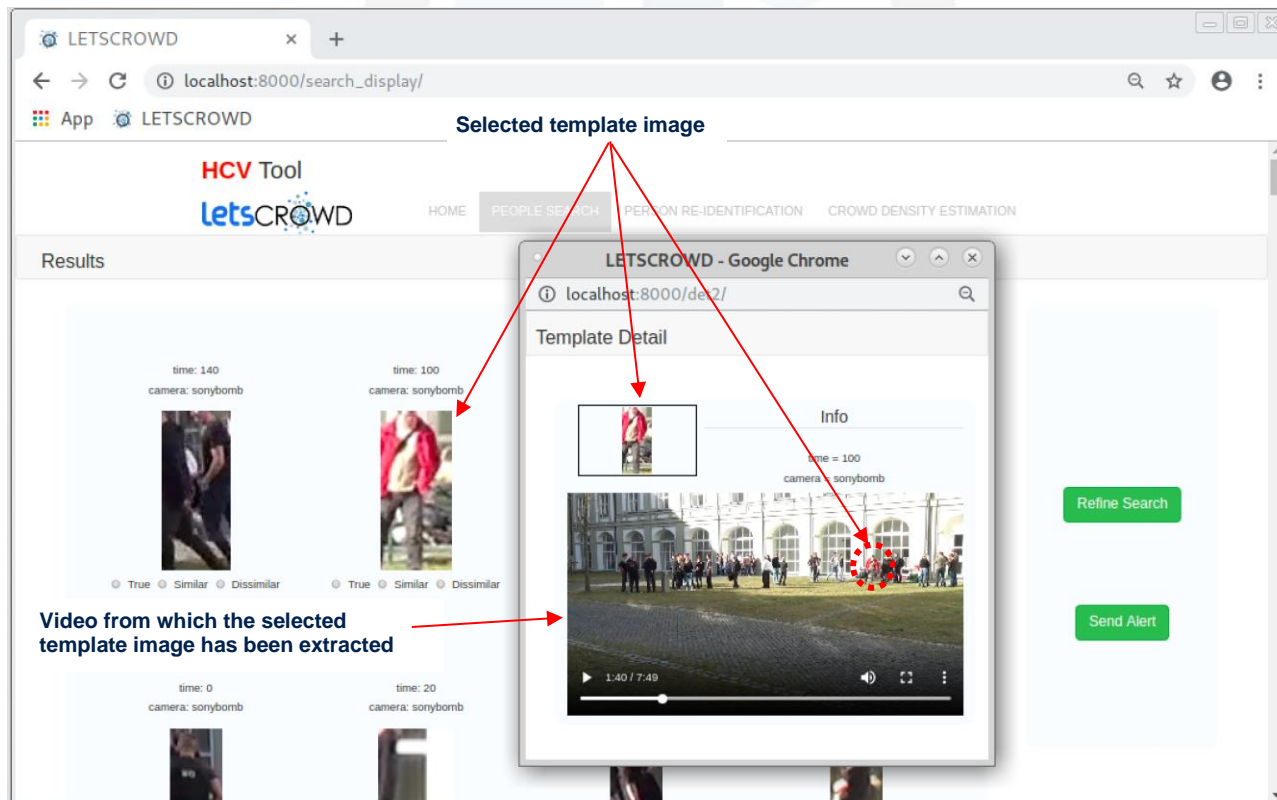 LETSCROWD
localhost:8000/search_display/
App LETSCROWD
Selected template image
HCV Tool
letsCROWD
HOME PEOPLE SEARCH PERSON RE-IDENTIFICATION CROWD DENSITY ESTIMATION
Results
LETSCROWD - Google Chrome
localhost:8000/det2/
Template Detail
Info
time = 100
camera = sonybomb
1:40 / 7:49
time: 140
camera: sonybomb
True Similar Dissimilar
time: 100
camera: sonybomb
True Similar Dissimilar
Refine Search
Send Alert
Video from which the selected
template image has been extracted
time: 0
camera: sonybomb
time: 20
camera: sonybomb